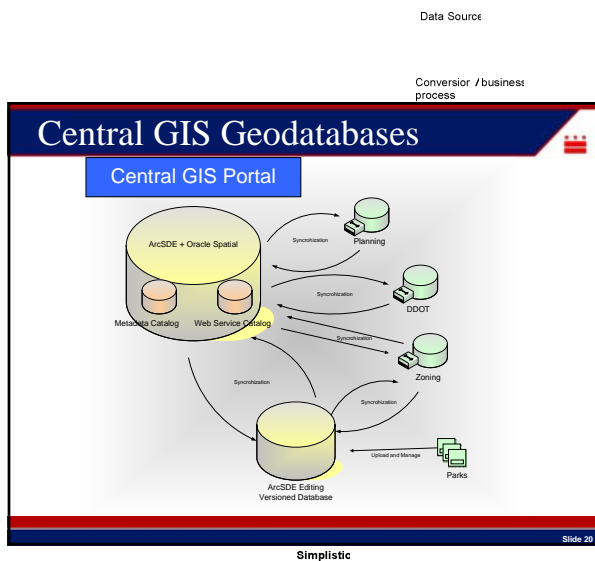 Data Source
Conversion / business
process
Central GIS Geodatabases
Central GIS Portal
ArcSDE + Oracle Spatial
Syncrohization
Planning
Syncrohization
DDOT
Metadata Catalog
Web Service Catalog
Syncrohization
Zoning
Syncrohization
Syncrohization
Upload and Manage
Parks
ArcSDE Editing
Versioned Database
Slide 20
Simplistic